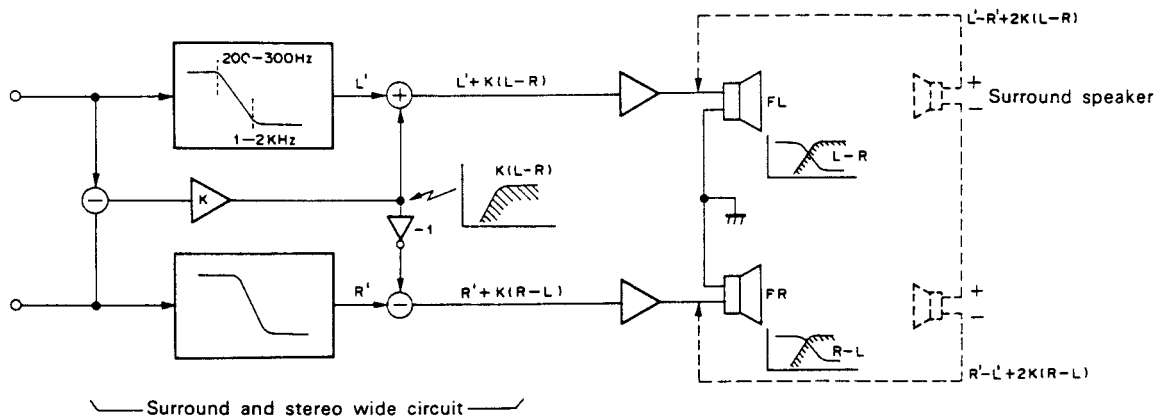 L'-R'+2K(L-R)
200-300Hz
L'
L'+K(L-R)
+
FL
+
-
Surround speaker
1-2KHz
L-R
K(L-R)
K
-
-1
R'
-
R'+K(R-L)
FR
+
-
R-L
R'-L'+2K(R-L)
Surround and stereo wide circuit